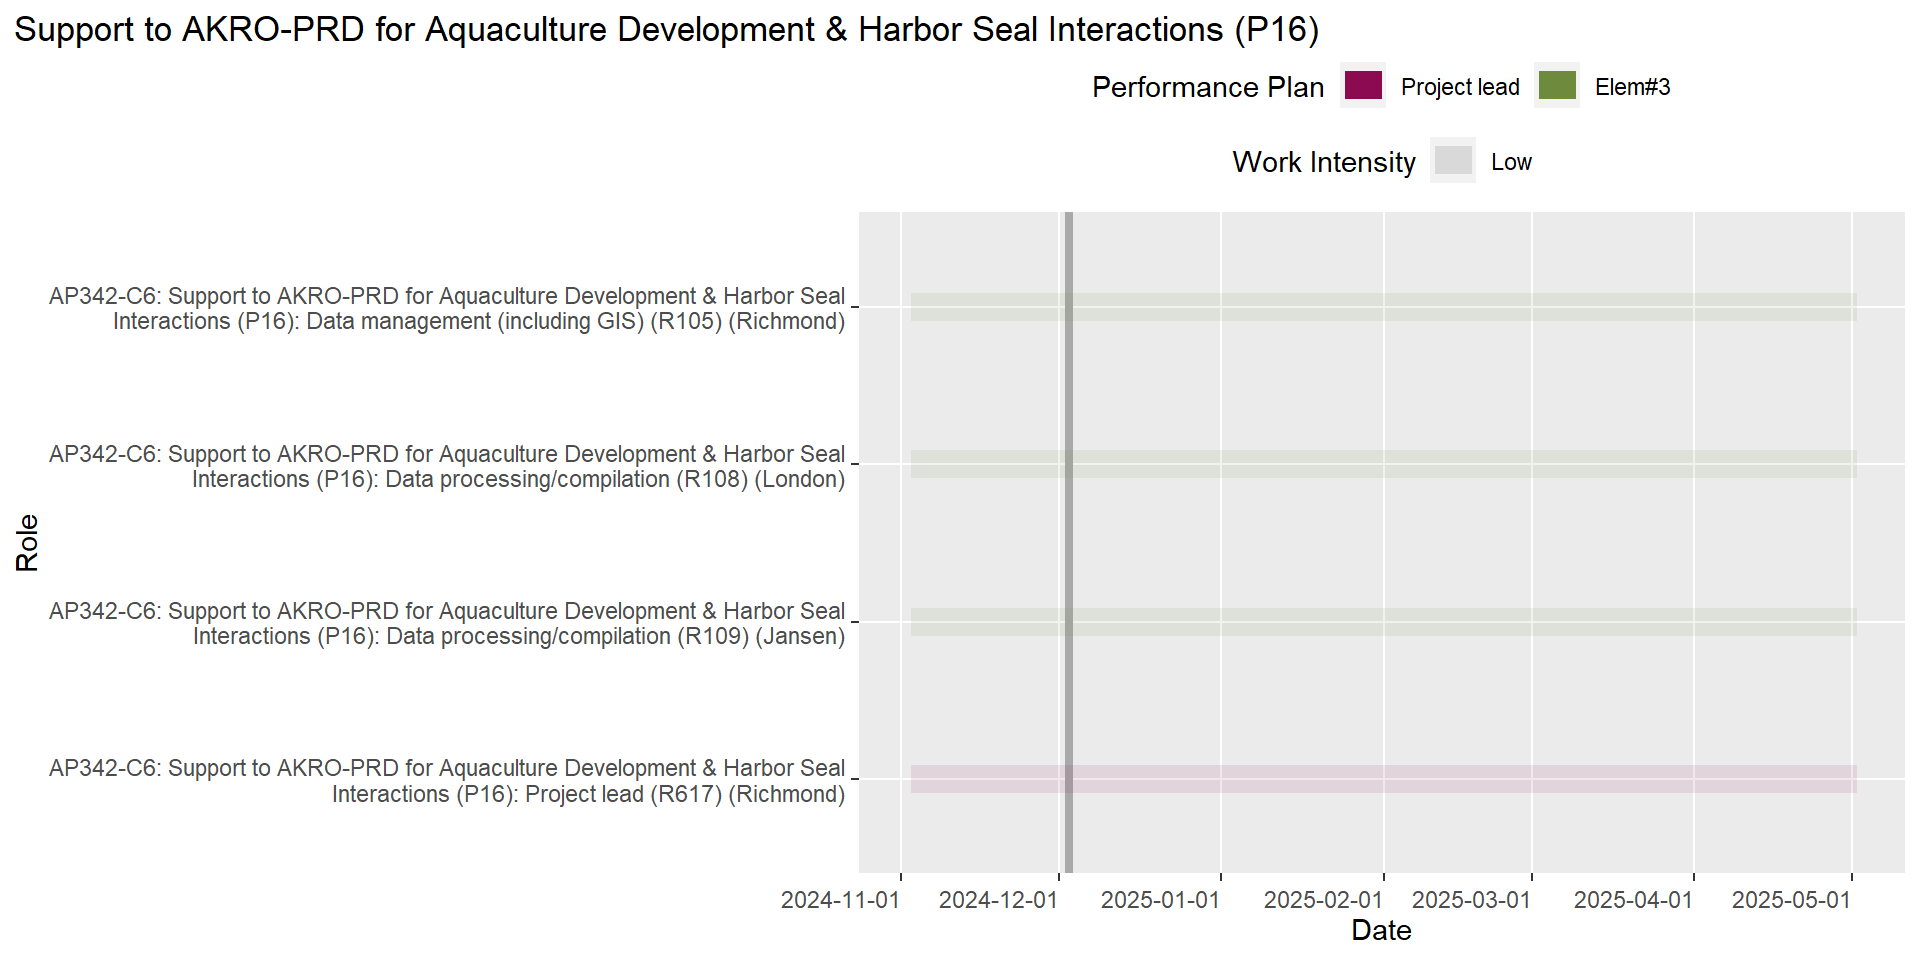 Support to AKRO-PRD for Aquaculture Development & Harbor Seal Interactions (P16)
Performance Plan Project lead Elem#3
Work Intensity Low
AP342-C6: Support to AKRO-PRD for Aquaculture Development & Harbor Seal
Interactions (P16): Data management (including GIS) (R105) (Richmond)
AP342-C6: Support to AKRO-PRD for Aquaculture Development & Harbor Seal
Interactions (P16): Data processing/compilation (R108) (London)
Role
AP342-C6: Support to AKRO-PRD for Aquaculture Development & Harbor Seal
Interactions (P16): Data processing/compilation (R109) (Jansen)
AP342-C6: Support to AKRO-PRD for Aquaculture Development & Harbor Seal
Interactions (P16): Project lead (R617) (Richmond)
2024-11-01 2024-12-01 2025-01-01 2025-02-01 2025-03-01 2025-04-01 2025-05-01
Date